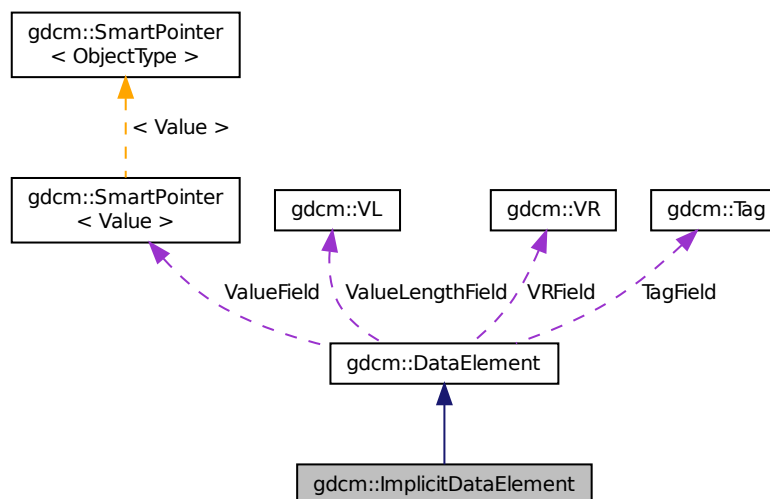 gdcm::SmartPointer
< ObjectType >
< Value >
gdcm::SmartPointer
< Value >
gdcm::VL
gdcm::VR
gdcm::Tag
ValueField
ValueLengthField
VRField
TagField
gdcm::DataElement
gdcm::ImplicitDataElement